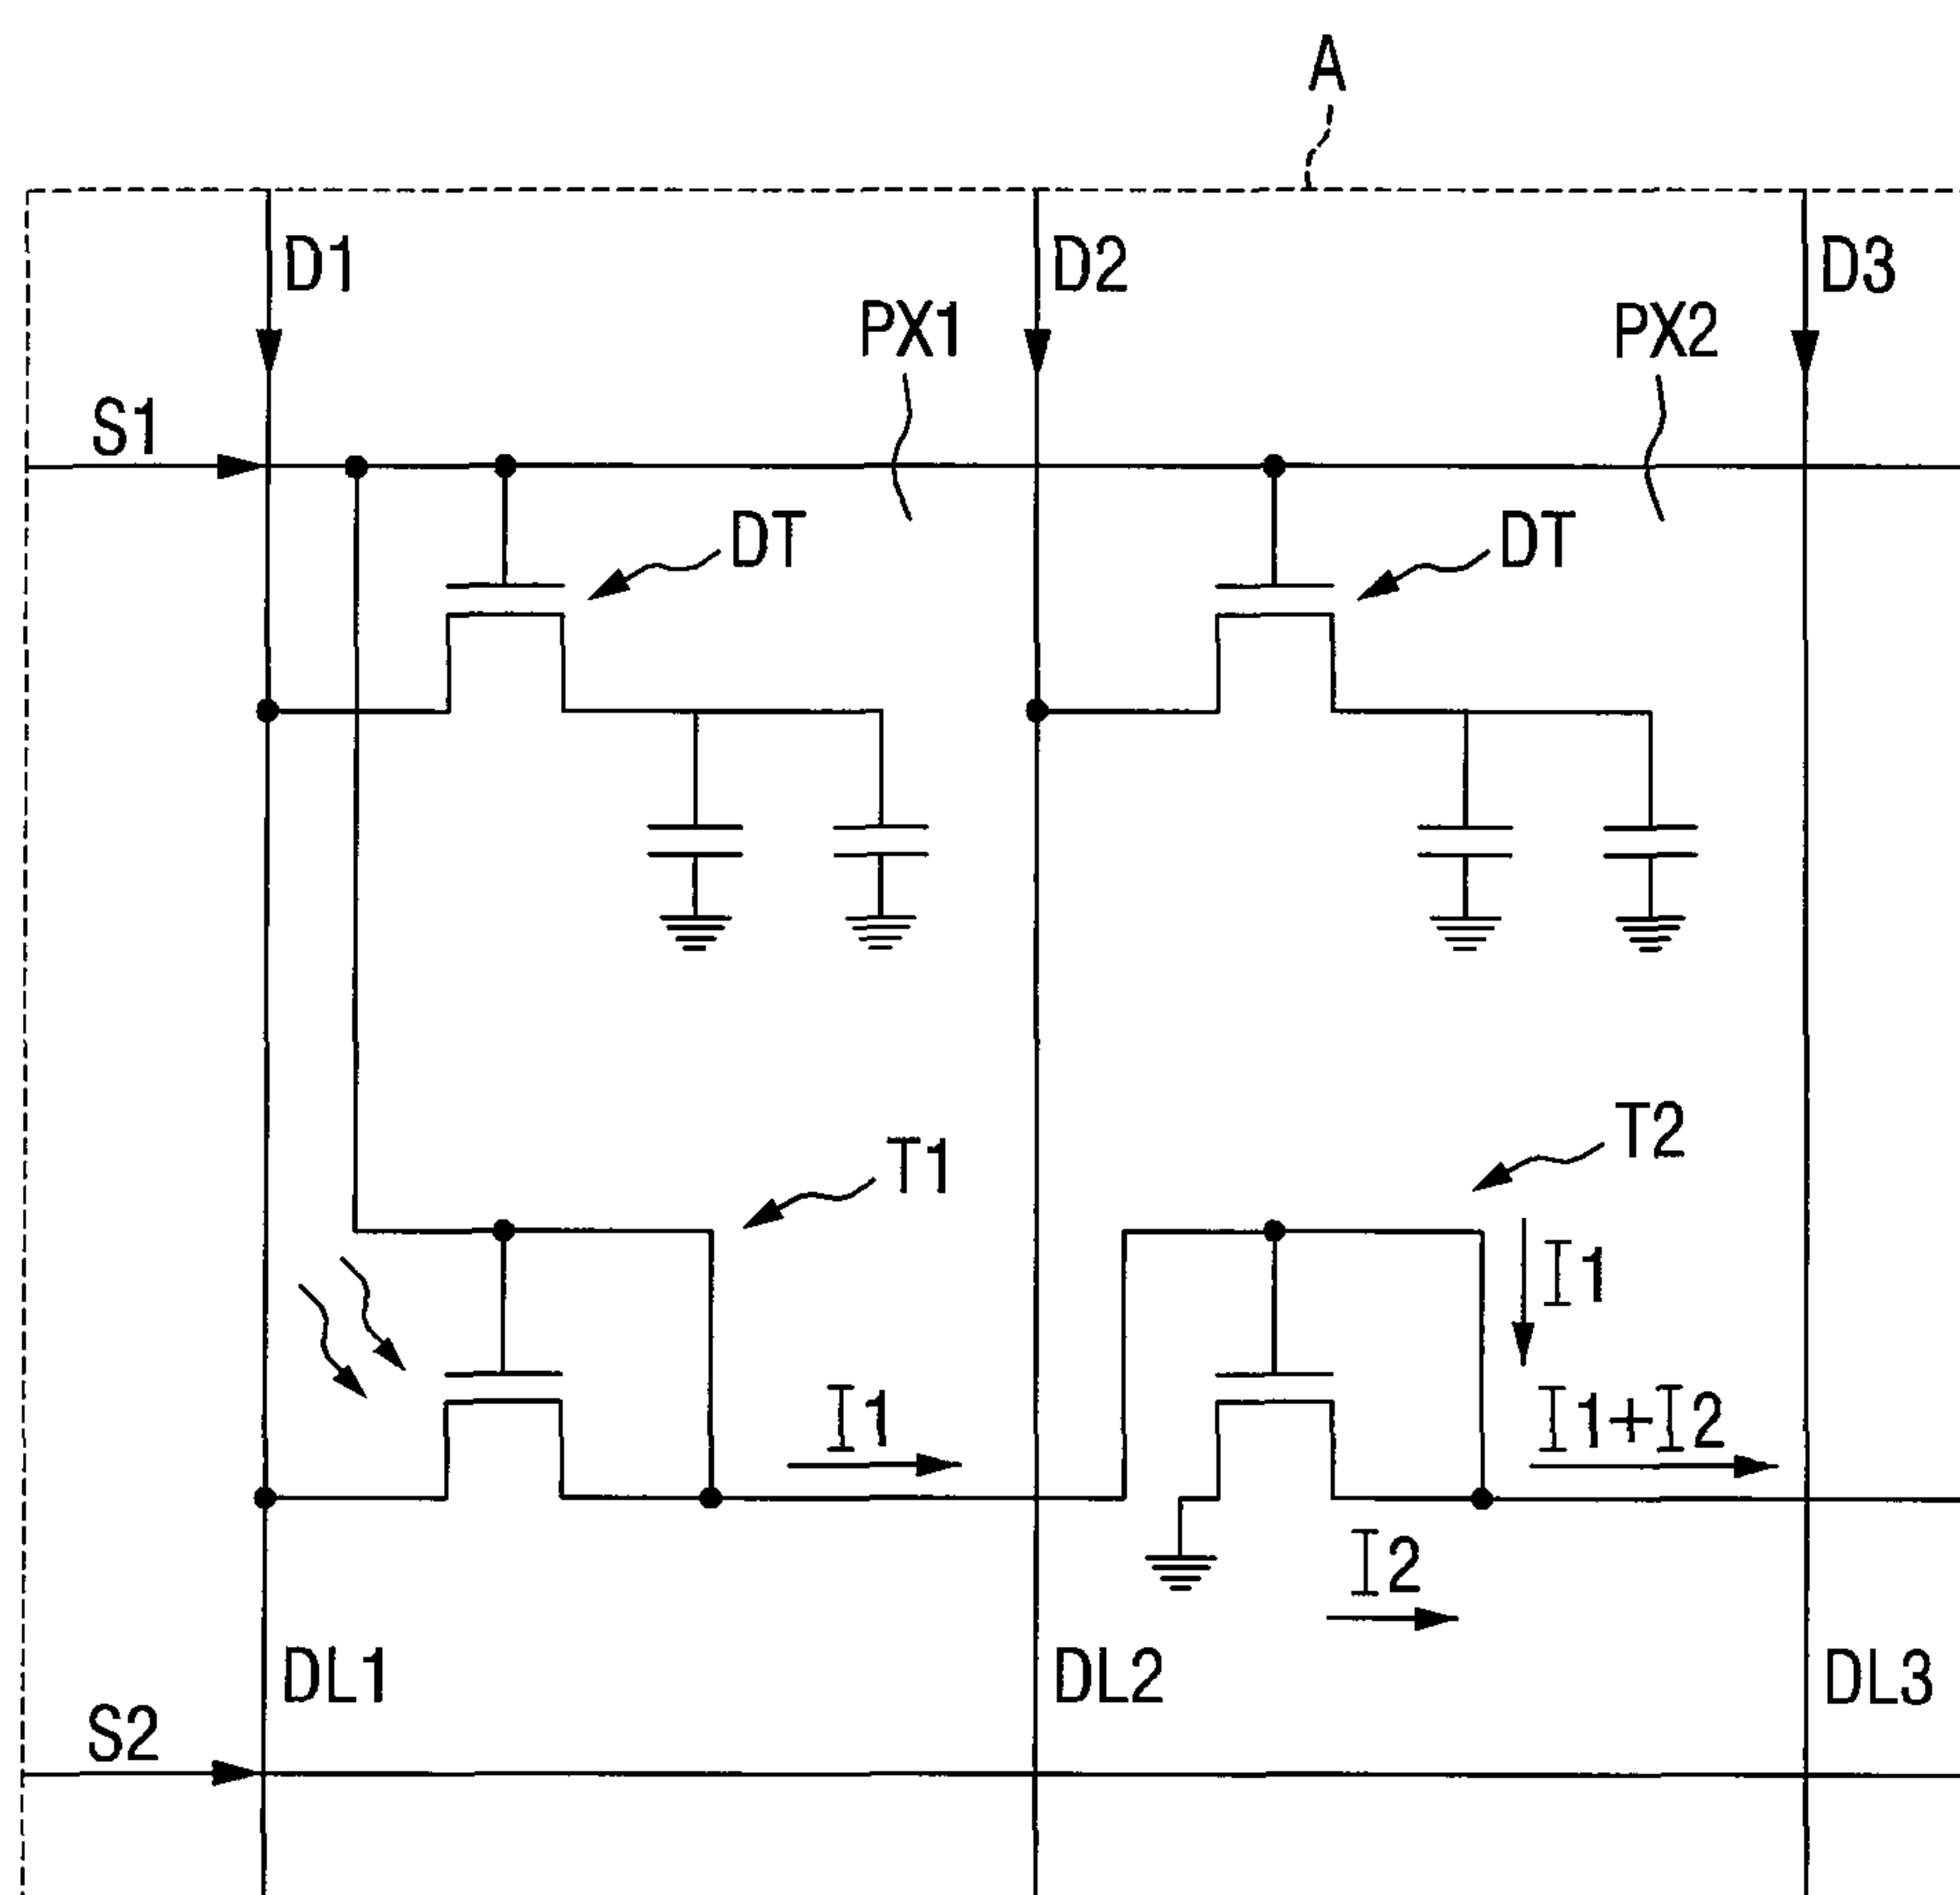 A
D1
D2
D3
PX1
PX2
S1
DT
DT
T1
T2
I1
I1
I1+I2
I2
DL1
DL2
DL3
S2